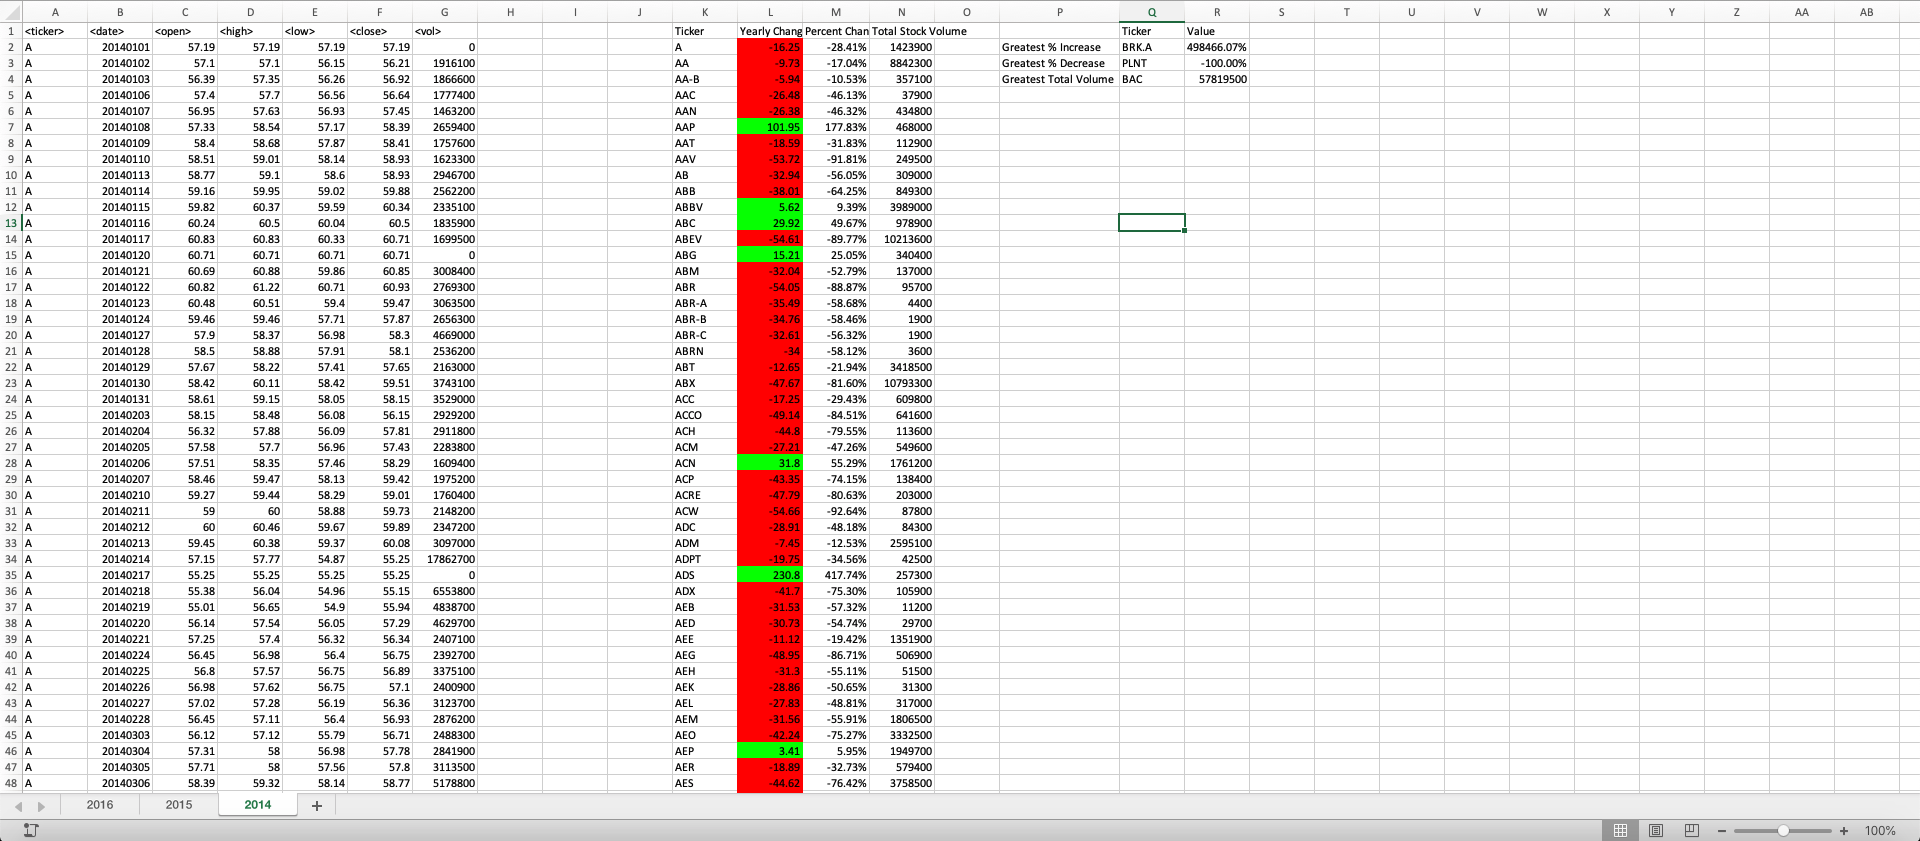 A B C D E F G H I J K L M N O P Q R S T U V W X Y Z AA AB
1 <ticker> <date> <open> <high> <low> <close> <vol> Ticker Yearly Chang Percent Chan Total Stock Volume Ticker Value
2 A 20140101 57.19 57.19 57.19 57.19 0 A -16.25 -28.41% 1423900 Greatest % Increase BRK.A 498466.07%
3 A 20140102 57.1 57.1 56.15 56.21 1916100 AA -9.73 -17.04% 8842300 Greatest % Decrease PLNT -100.00%
4 A 20140103 56.39 57.35 56.26 56.92 1866600 AA-B -5.94 -10.53% 357100 Greatest Total Volume BAC 57819500
5 A 20140106 57.4 57.7 56.56 56.64 1777400 AAC -26.48 -46.13% 37900
6 A 20140107 56.95 57.63 56.93 57.45 1463200 AAN -26.38 -46.32% 434800
7 A 20140108 57.33 58.54 57.17 58.39 2659400 AAP 101.95 177.83% 468000
8 A 20140109 58.4 58.68 57.87 58.41 1757600 AAT -18.59 -31.83% 112900
9 A 20140110 58.51 59.01 58.14 58.93 1623300 AAV -53.72 -91.81% 249500
10 A 20140113 58.77 59.1 58.6 58.93 2946700 AB -32.94 -56.05% 309000
11 A 20140114 59.16 59.95 59.02 59.88 2562200 ABB -38.01 -64.25% 849300
12 A 20140115 59.82 60.37 59.59 60.34 2335100 ABBV 5.62 9.39% 3989000
13 A 20140116 60.24 60.5 60.04 60.5 1835900 ABC 29.92 49.67% 978900
14 A 20140117 60.83 60.83 60.33 60.71 1699500 ABEV -54.61 -89.77% 10213600
15 A 20140120 60.71 60.71 60.71 60.71 0 ABG 15.21 25.05% 340400
16 A 20140121 60.69 60.88 59.86 60.85 3008400 ABM -32.04 -52.79% 137000
17 A 20140122 60.82 61.22 60.71 60.93 2769300 ABR -54.05 -88.87% 95700
18 A 20140123 60.48 60.51 59.4 59.47 3063500 ABR-A -35.49 -58.68% 4400
19 A 20140124 59.46 59.46 57.71 57.87 2656300 ABR-B -34.76 -58.46% 1900
20 A 20140127 57.9 58.37 56.98 58.3 4669000 ABR-C -32.61 -56.32% 1900
21 A 20140128 58.5 58.88 57.91 58.1 2536200 ABRN -34 -58.12% 3600
22 A 20140129 57.67 58.22 57.41 57.65 2163000 ABT -12.65 -21.94% 3418500
23 A 20140130 58.42 60.11 58.42 59.51 3743100 ABX -47.67 -81.60% 10793300
24 A 20140131 58.61 59.15 58.05 58.15 3529000 ACC -17.25 -29.43% 609800
25 A 20140203 58.15 58.48 56.08 56.15 2929200 ACCO -49.14 -84.51% 641600
26 A 20140204 56.32 57.88 56.09 57.81 2911800 ACH -44.8 -79.55% 113600
27 A 20140205 57.58 57.7 56.96 57.43 2283800 ACM -27.21 -47.26% 549600
28 A 20140206 57.51 58.35 57.46 58.29 1609400 ACN 31.8 55.29% 1761200
29 A 20140207 58.46 59.47 58.13 59.42 1975200 ACP -43.35 -74.15% 138400
30 A 20140210 59.27 59.44 58.29 59.01 1760400 ACRE -47.79 -80.63% 203000
31 A 20140211 59 60 58.88 59.73 2148200 ACW -54.66 -92.64% 87800
32 A 20140212 60 60.46 59.67 59.89 2347200 ADC -28.91 -48.18% 84300
33 A 20140213 59.45 60.38 59.37 60.08 3097000 ADM -7.45 -12.53% 2595100
34 A 20140214 57.15 57.77 54.87 55.25 17862700 ADPT -19.75 -34.56% 42500
35 A 20140217 55.25 55.25 55.25 55.25 0 ADS 230.8 417.74% 257300
36 A 20140218 55.38 56.04 54.96 55.15 6553800 ADX -41.7 -75.30% 105900
37 A 20140219 55.01 56.65 54.9 55.94 4838700 AEB -31.53 -57.32% 11200
38 A 20140220 56.14 57.54 56.05 57.29 4629700 AED -30.73 -54.74% 29700
39 A 20140221 57.25 57.4 56.32 56.34 2407100 AEE -11.12 -19.42% 1351900
40 A 20140224 56.45 56.98 56.4 56.75 2392700 AEG -48.95 -86.71% 506900
41 A 20140225 56.8 57.57 56.75 56.89 3375100 AEH -31.3 -55.11% 51500
42 A 20140226 56.98 57.62 56.75 57.1 2400900 AEK -28.86 -50.65% 31300
43 A 20140227 57.02 57.28 56.19 56.36 3123700 AEL -27.83 -48.81% 317000
44 A 20140228 56.45 57.11 56.4 56.93 2876200 AEM -31.56 -55.91% 1806500
45 A 20140303 56.12 57.12 55.79 56.71 2488300 AEO -42.24 -75.27% 3332500
46 A 20140304 57.31 58 56.98 57.78 2841900 AEP 3.41 5.95% 1949700
47 A 20140305 57.71 58 57.56 57.8 3113500 AER -18.89 -32.73% 579400
48 A 20140306 58.39 59.32 58.14 58.77 5178800 AES -44.62 -76.42% 3758500
2016 2015 2014 +
− + 100%